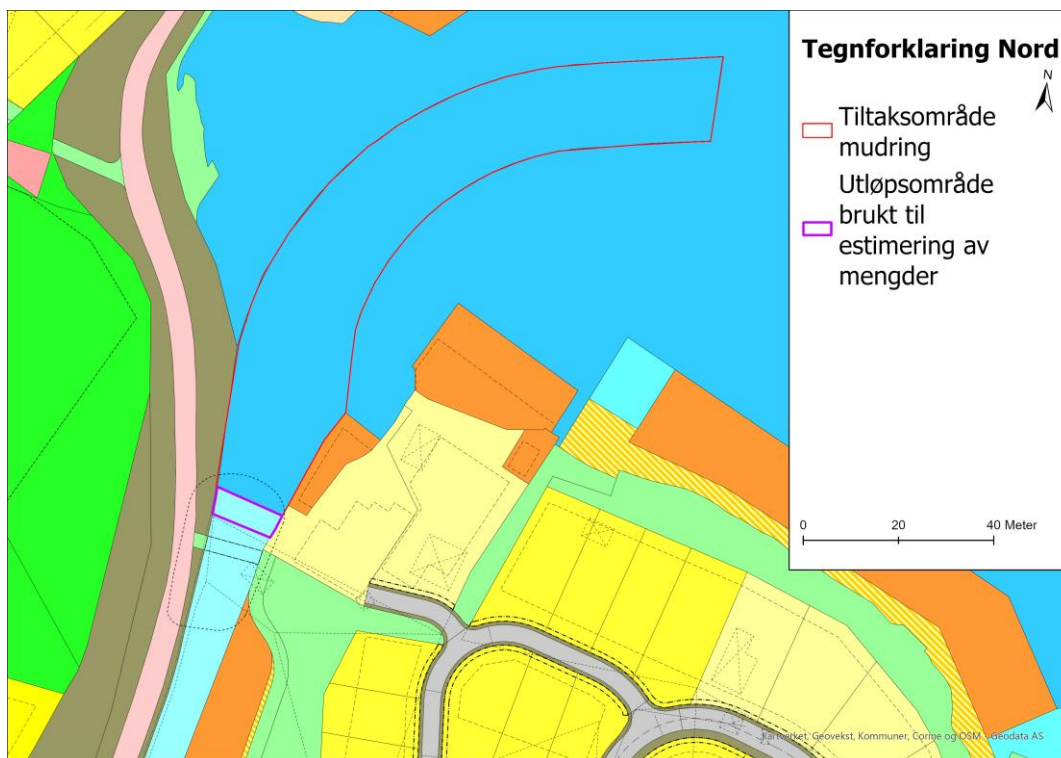 Tegnforklaring Nord
N
Tiltaksområde
mudring
Utløpsområde
brukt til
estimering av
mengder
0 20 40 Meter
Kartverket, Geovekst, Kommuner, Corine og OSM - Geodata AS